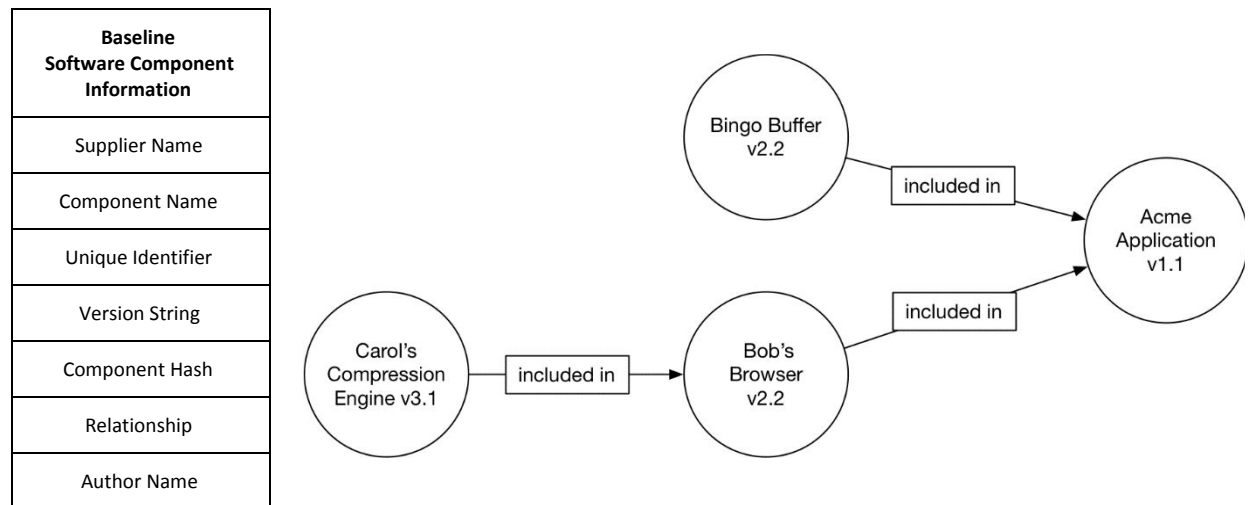 Baseline
Software Component
Information
Supplier Name
Component Name
Unique Identifier
Version String
Component Hash
Relationship
Author Name
Bingo Buffer
v2.2
included in
Acme
Application
v1.1
included in
Carol's
Compression
Engine v3.1
included in
Bob's
Browser
v2.2